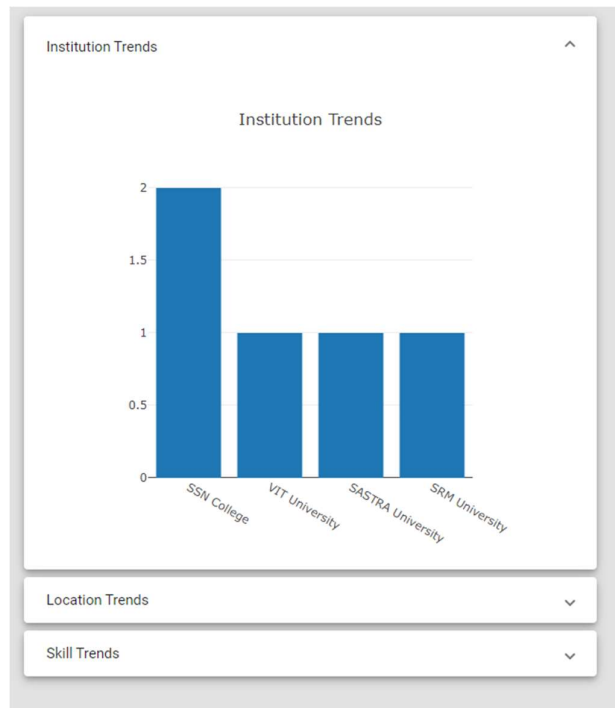 Institution Trends
Institution Trends
2
1.5
1
0.5
0
SSN College
VIT University
SASTRA University
SRM University
Location Trends
Skill Trends